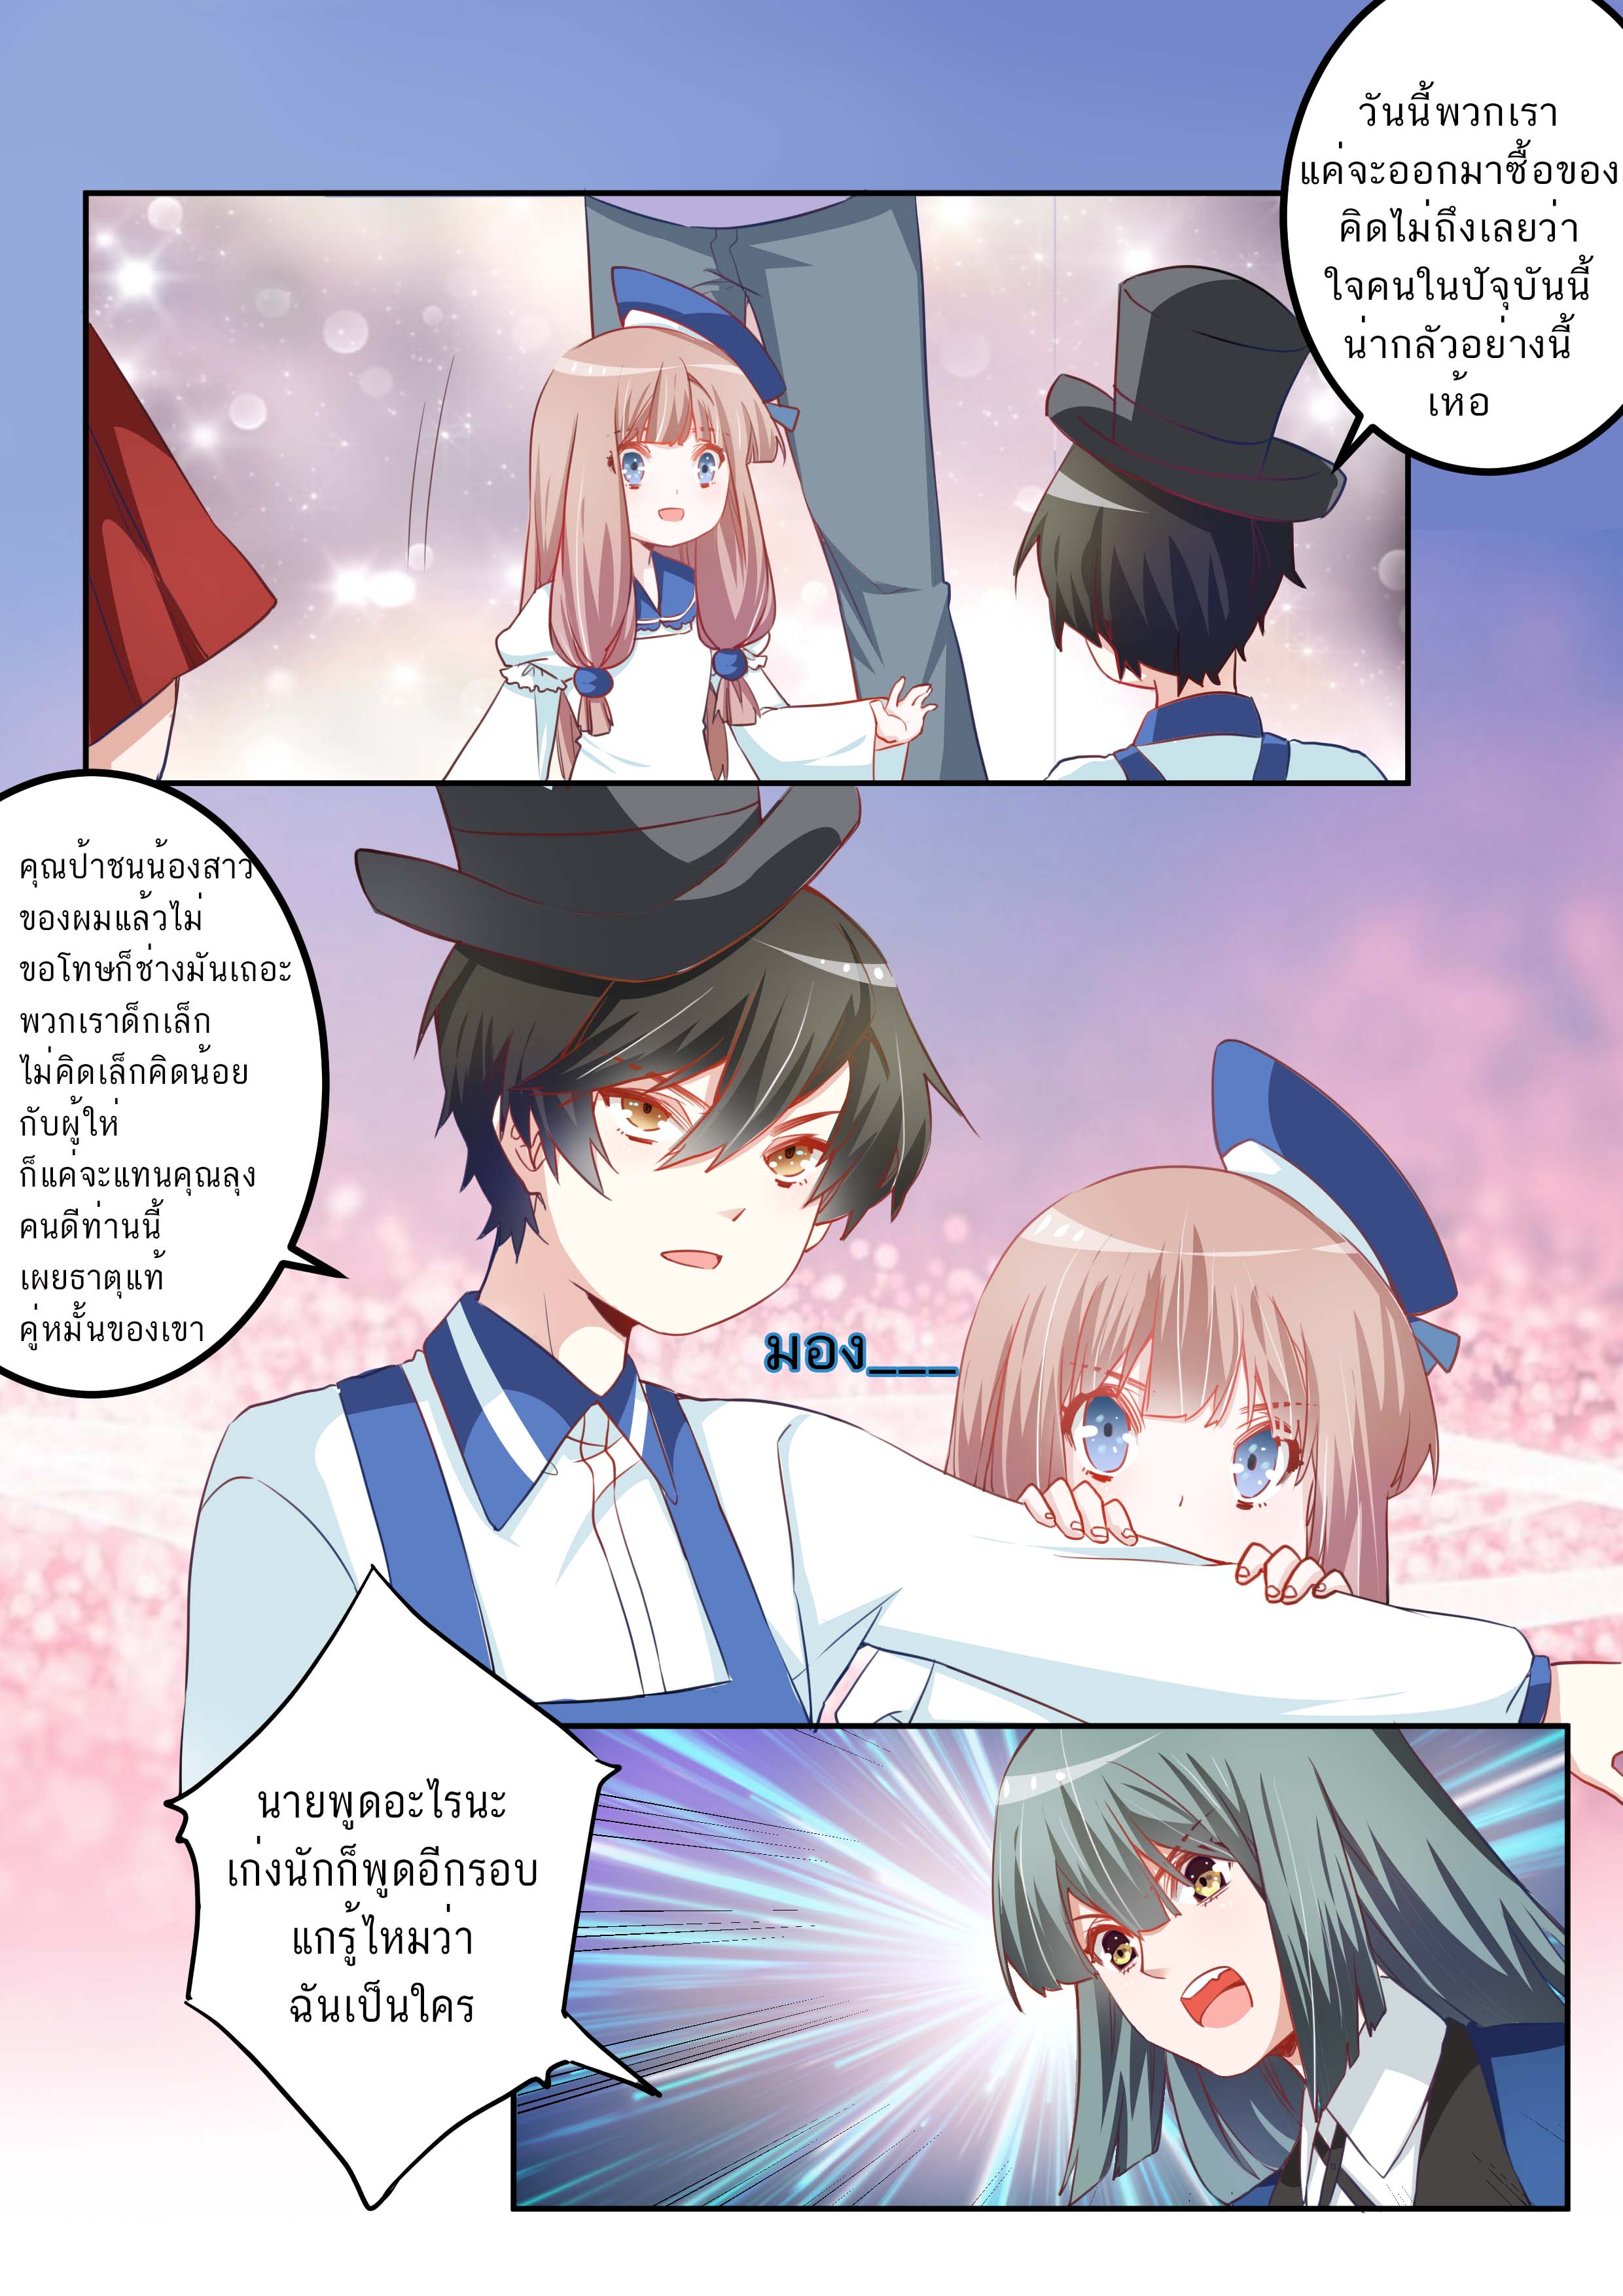 วันนี้พวกเรา
แค่จะออกมาซื้อของ
คิดไม่ถึงเลยว่า
ใจคนในปัจุบันนี้
น่ากลัวอย่างนี้
เห้อ
คุณป้าชนน้องสาว
ของผมแล้วไม่
ขอโทษก็ช่างมันเถอะ
พวกเราด็กเล็ก
ไม่คิดเล็กคิดน้อย
กับผู้ให่
ก็แค่จะแทนคุณลุง
คนดีท่านนี้
เผยธาตุแท้
คู่หมั้นของเขา
มอง___
นายพูดอะไรนะ
เก่งนักก็พูดอีกรอบ
แกรู้ไหมว่า
ฉันเป็นใคร